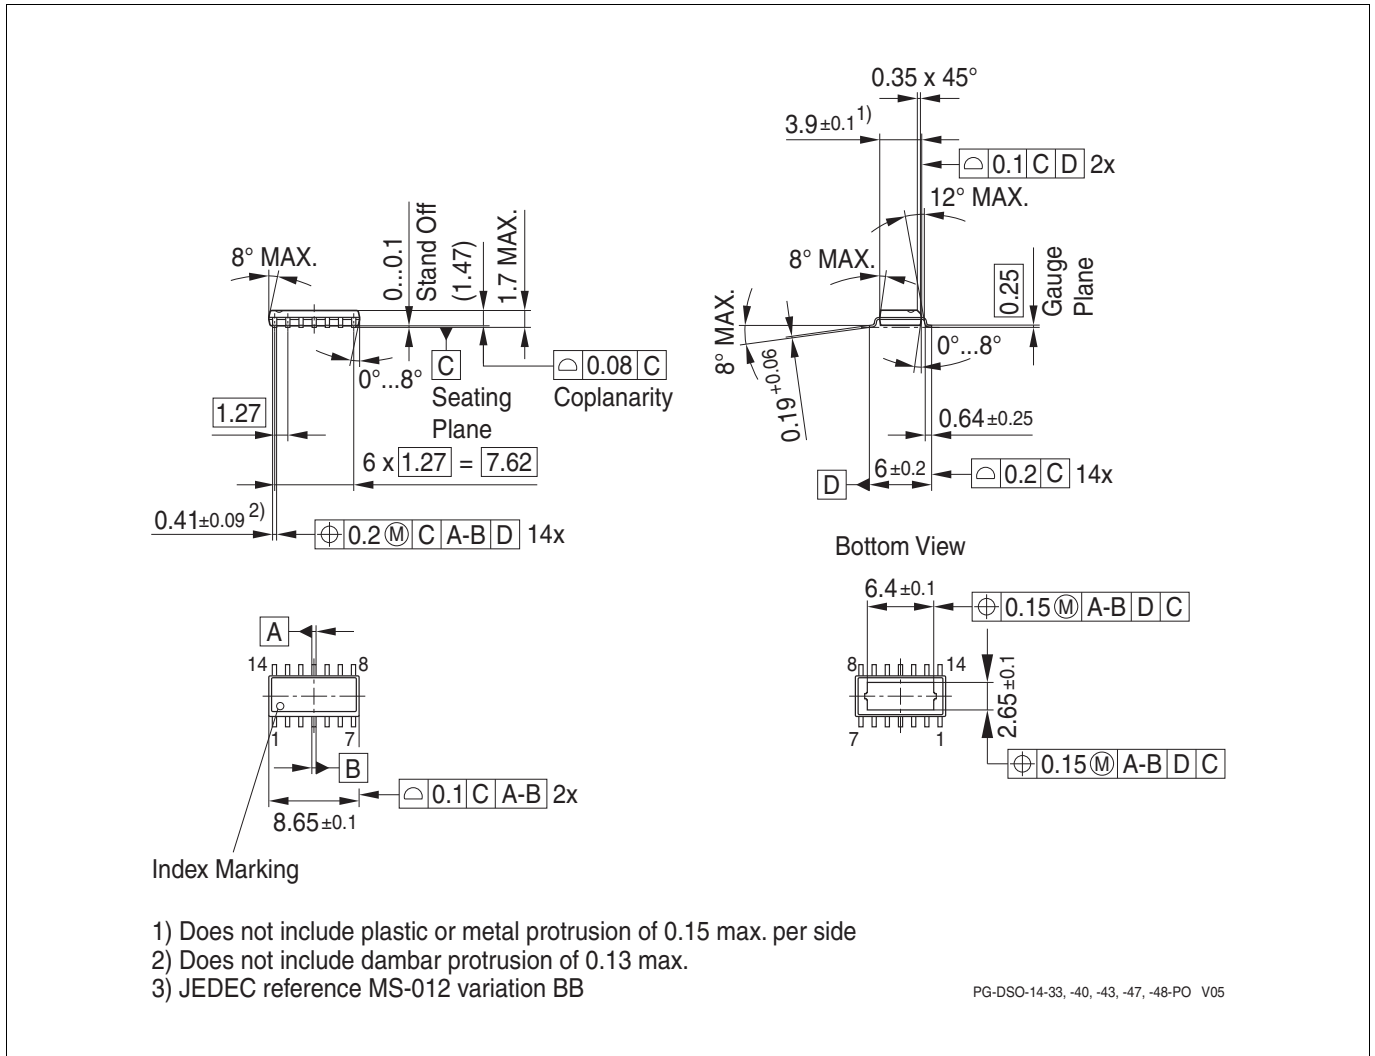 0.35 x 45°
3.9 ±0.1 1)
⌓ 0.1 C D 2x
12° MAX.
8° MAX.
8° MAX.
0.19 +0.06
0.25
Gauge
Plane
0°...8°
0.64 ±0.25
D
6 ±0.2
⌓ 0.2 C 14x
8° MAX.
0...0.1
Stand Off
(1.47)
1.7 MAX.
0°...8°
C
Seating
Plane
⌓ 0.08 C
Coplanarity
1.27
6 x 1.27 = 7.62
0.41 ±0.09 2)
⌖ 0.2 Ⓜ C A-B D 14x
A
14 8
1 7
B
⌓ 0.1 C A-B 2x
8.65 ±0.1
Index Marking
Bottom View
6.4 ±0.1
⌖ 0.15 Ⓜ A-B D C
8 14
7 1
2.65 ±0.1
⌖ 0.15 Ⓜ A-B D C
1) Does not include plastic or metal protrusion of 0.15 max. per side
2) Does not include dambar protrusion of 0.13 max.
3) JEDEC reference MS-012 variation BB
PG-DSO-14-33, -40, -43, -47, -48-PO V05